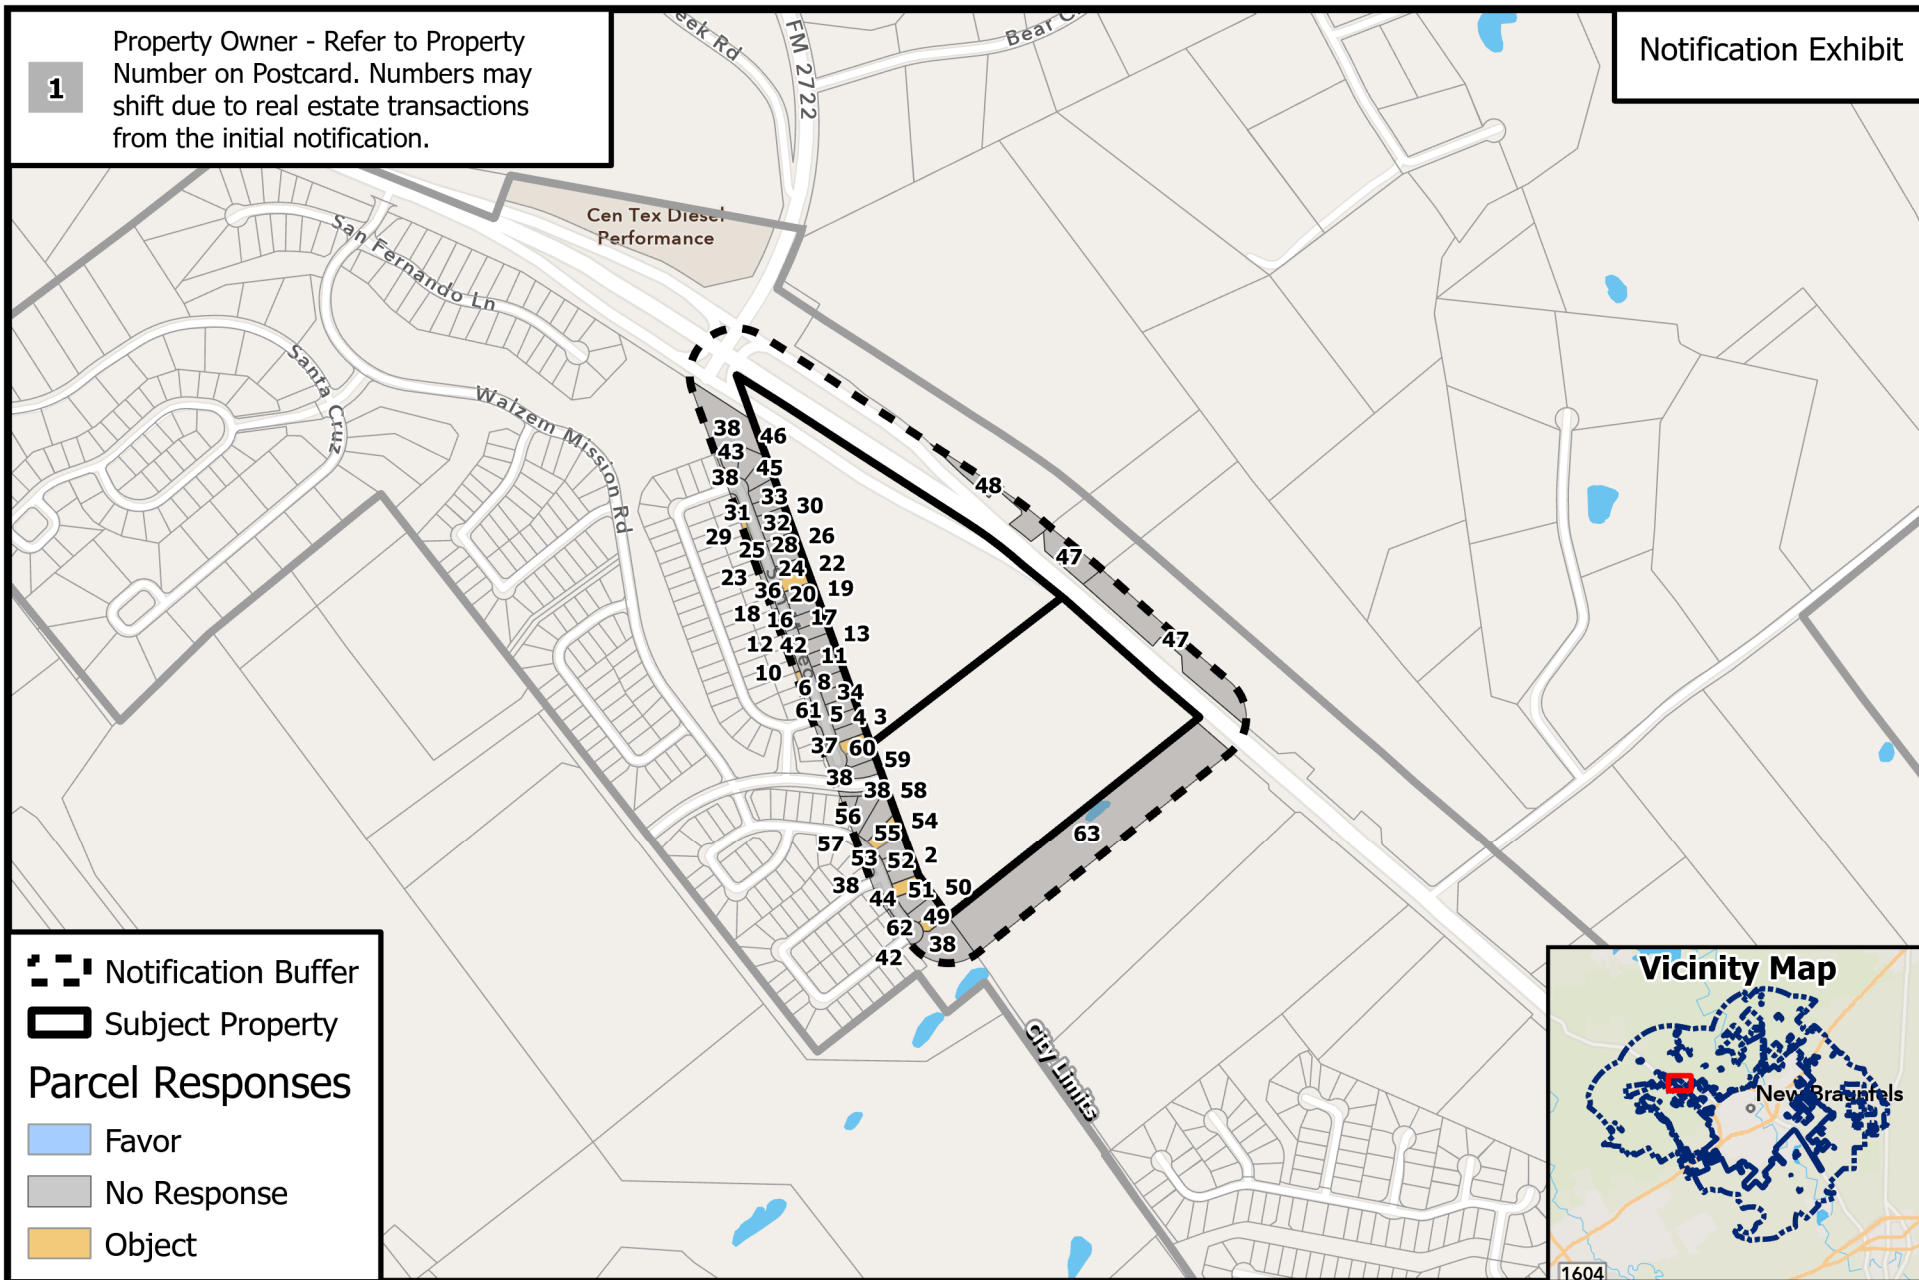 1
Property Owner - Refer to Property
Number on Postcard. Numbers may
shift due to real estate transactions
from the initial notification.
Notification Exhibit
eek Rd
FM 2722
Bear C
Cen Tex Diesel
Performance
San Fernando Ln
Santa Cruz
Walzem Mission Rd
38
46
43
45
38
48
33
30
31
32
29
26
28
25
47
24
22
23
36
20
19
18
16
17
13
47
12
42
11
10
6
8
34
61
5
4
3
37
60
59
38
38
58
56
54
55
63
57
53
52
2
38
44
51
50
49
62
38
42
City Limits
Notification Buffer
Subject Property
Parcel Responses
Favor
No Response
Object
Vicinity Map
New Braunfels
1604